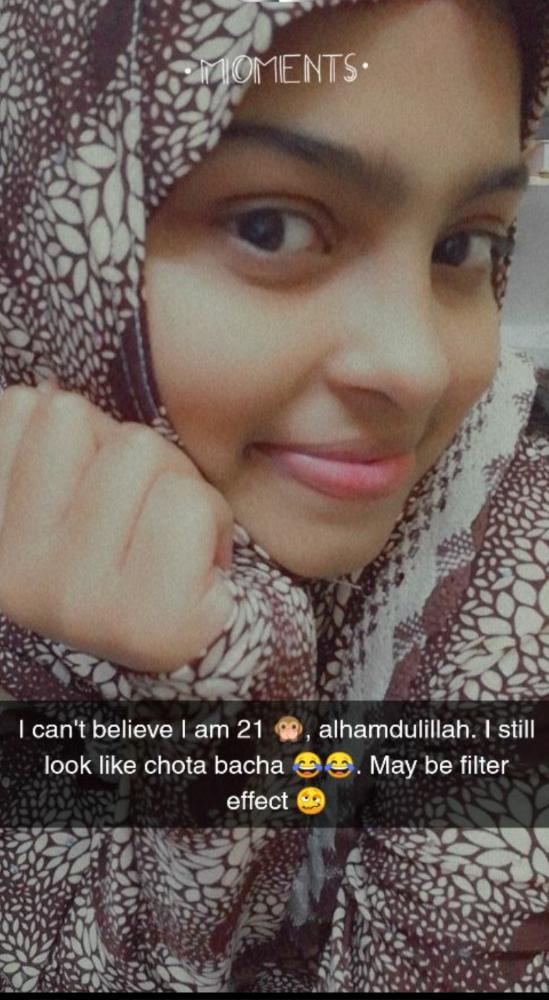 • MOMENTS •
I can't believe I am 21 🙊, alhamdulillah. I still
look like chota bacha 😂😂. May be filter
effect 🥴